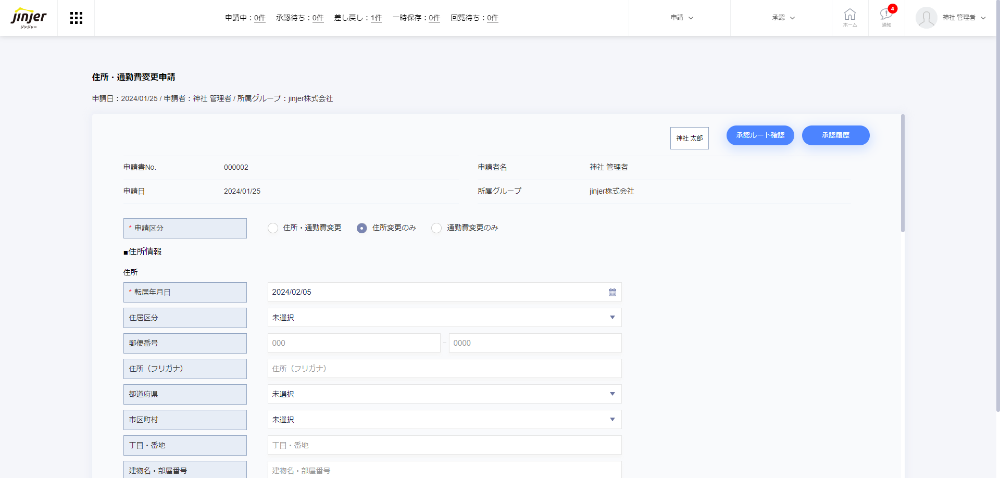 jinjer
ジンジャー
申請中：0件 承認待ち：0件 差し戻し：1件 一時保存：0件 回覧待ち：0件
申請
承認
ホーム
4
通知
神社 管理者
住所・通勤費変更申請
申請日：2024/01/25 / 申請者：神社 管理者 / 所属グループ：jinjer株式会社
神社 太郎
承認ルート確認
承認履歴
申請書No. 000002 申請者名 神社 管理者
申請日 2024/01/25 所属グループ jinjer株式会社
* 申請区分 住所・通勤費変更 住所変更のみ 通勤費変更のみ
■住所情報
住所
* 転居年月日 2024/02/05
住居区分 未選択
郵便番号 000 - 0000
住所（フリガナ） 住所（フリガナ）
都道府県 未選択
市区町村 未選択
丁目・番地 丁目・番地
建物名・部屋番号 建物名・部屋番号